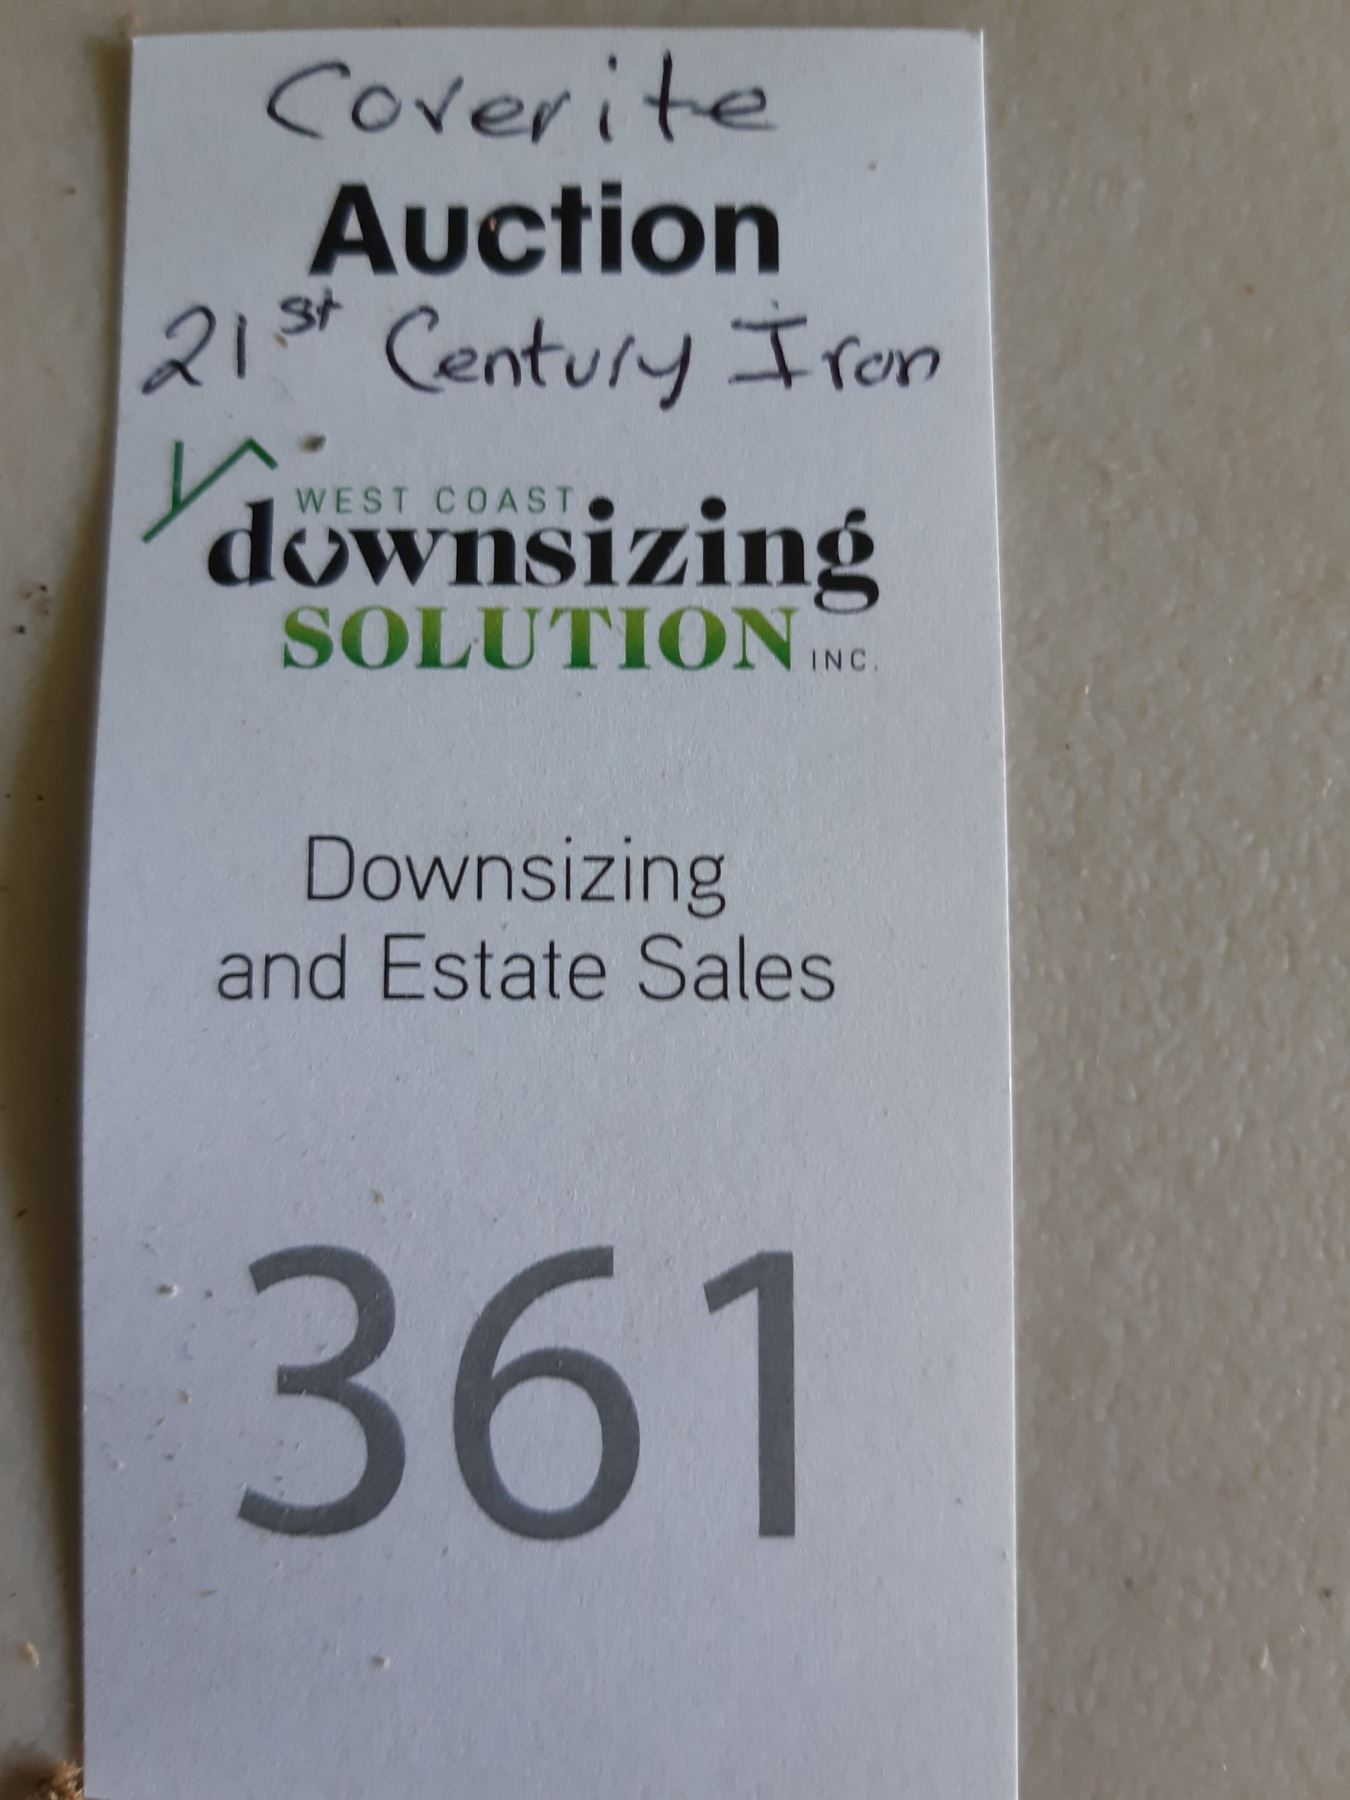 Coverite
Auction
21st Century Iron
WEST COAST
downsizing
SOLUTION INC.
Downsizing
and Estate Sales
361